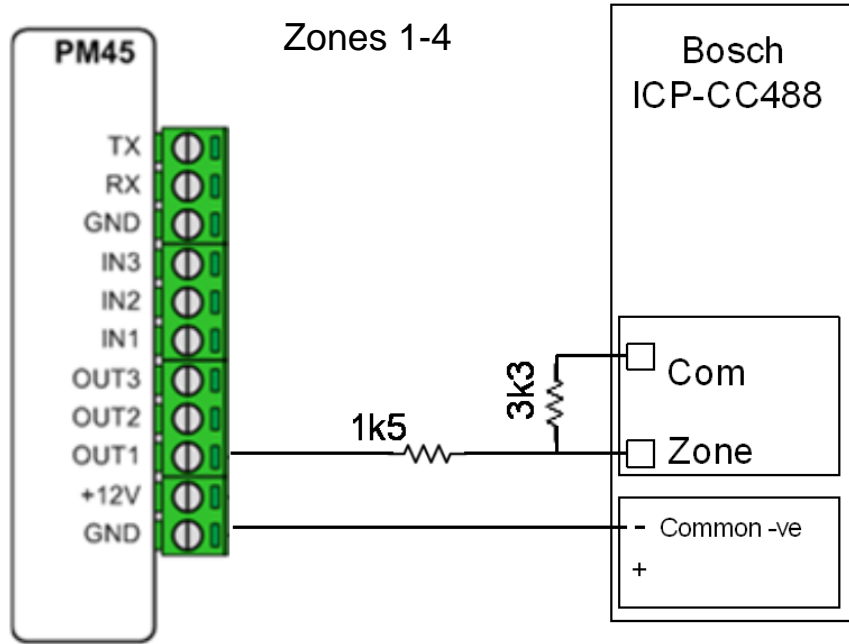 PM45
TX
RX
GND
IN3
IN2
IN1
OUT3
OUT2
OUT1
+12V
GND
Zones 1-4
1k5
3k3
Bosch
ICP-CC488
Com
Zone
- Common -ve
+